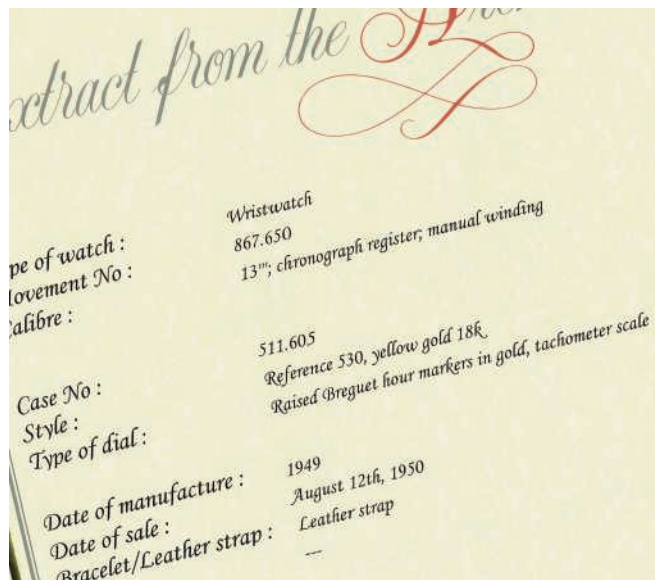 xtract from the
Wristwatch
pe of watch : 867.650
ovement No : 13'''; chronograph register; manual winding
alibre :
511.605
Case No : Reference 530, yellow gold 18k
Style : Raised Breguet hour markers in gold, tachometer scale
Type of dial :
1949
Date of manufacture : August 12th, 1950
Date of sale : Leather strap
Bracelet/Leather strap : ---